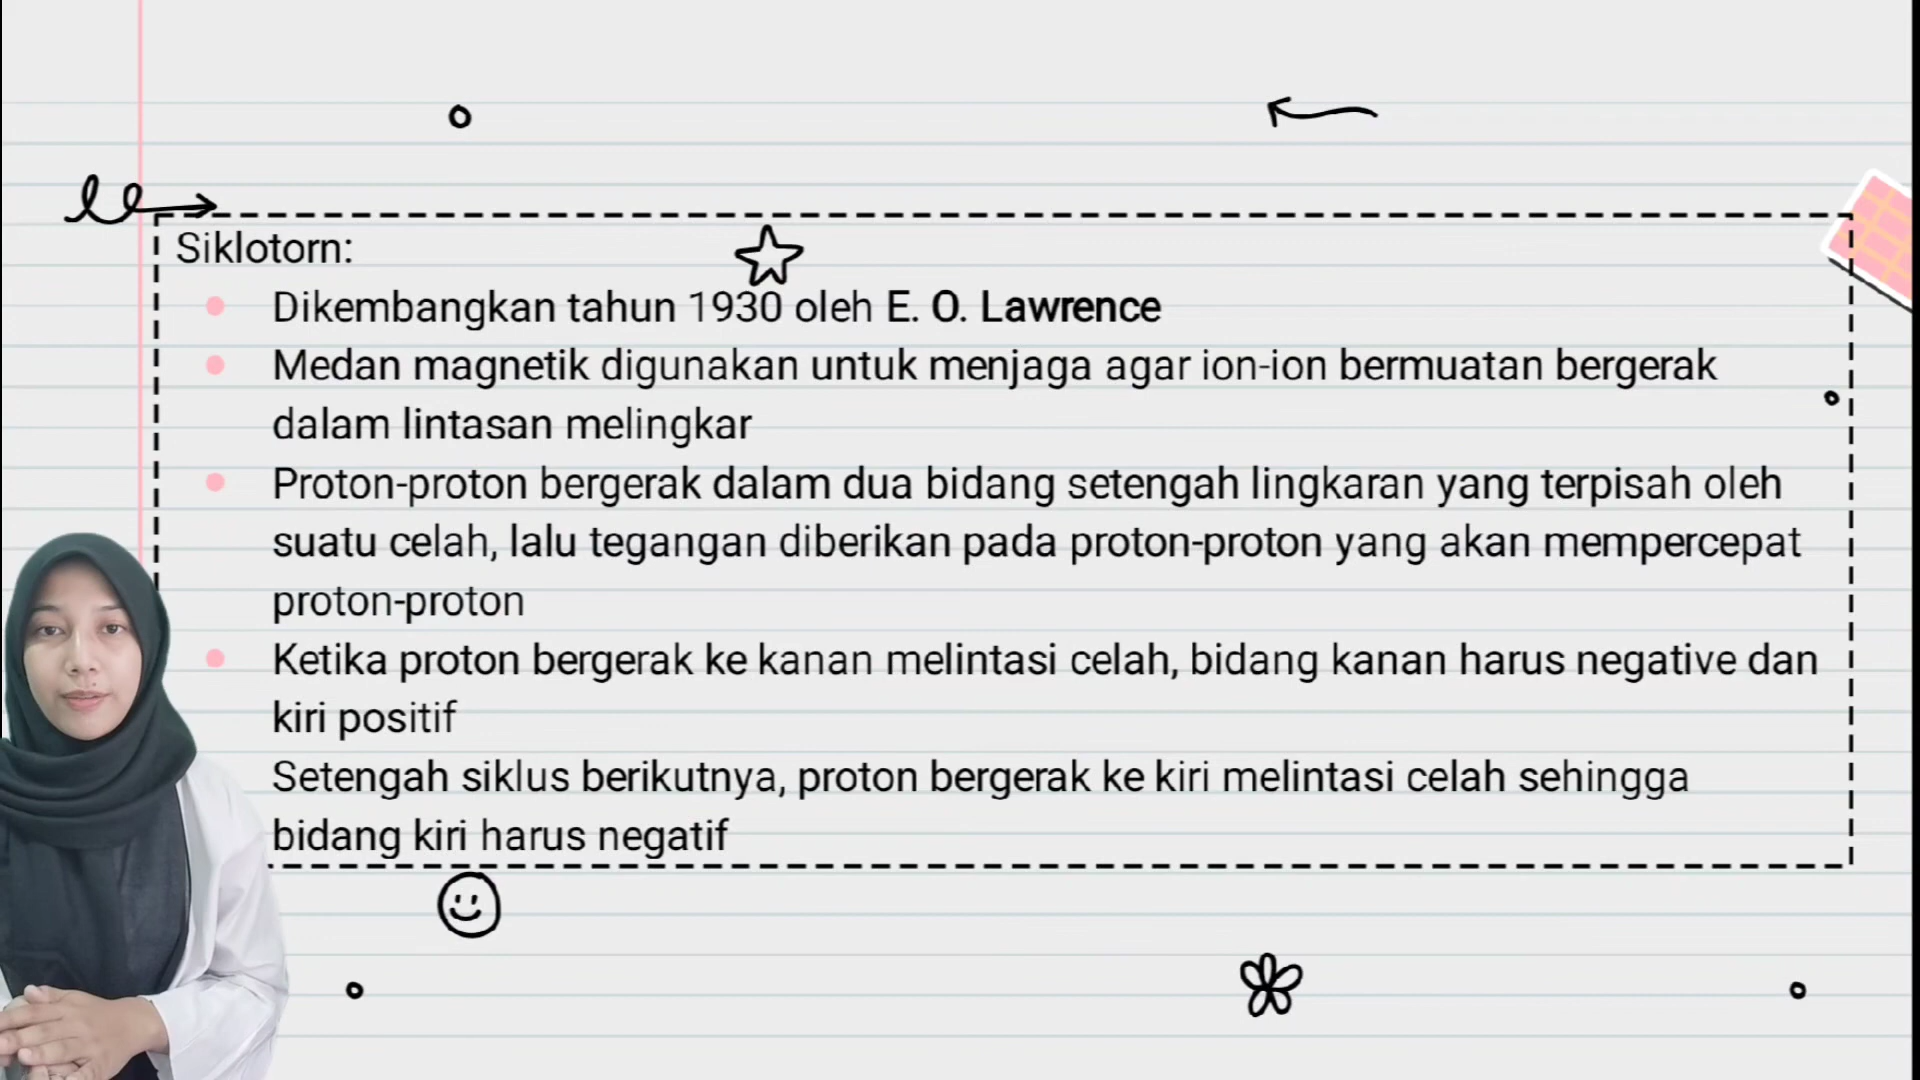 Siklotorn:
Dikembangkan tahun 1930 oleh E. O. Lawrence
Medan magnetik digunakan untuk menjaga agar ion-ion bermuatan bergerak
dalam lintasan melingkar
Proton-proton bergerak dalam dua bidang setengah lingkaran yang terpisah oleh
suatu celah, lalu tegangan diberikan pada proton-proton yang akan mempercepat
proton-proton
Ketika proton bergerak ke kanan melintasi celah, bidang kanan harus negative dan
kiri positif
Setengah siklus berikutnya, proton bergerak ke kiri melintasi celah sehingga
bidang kiri harus negatif